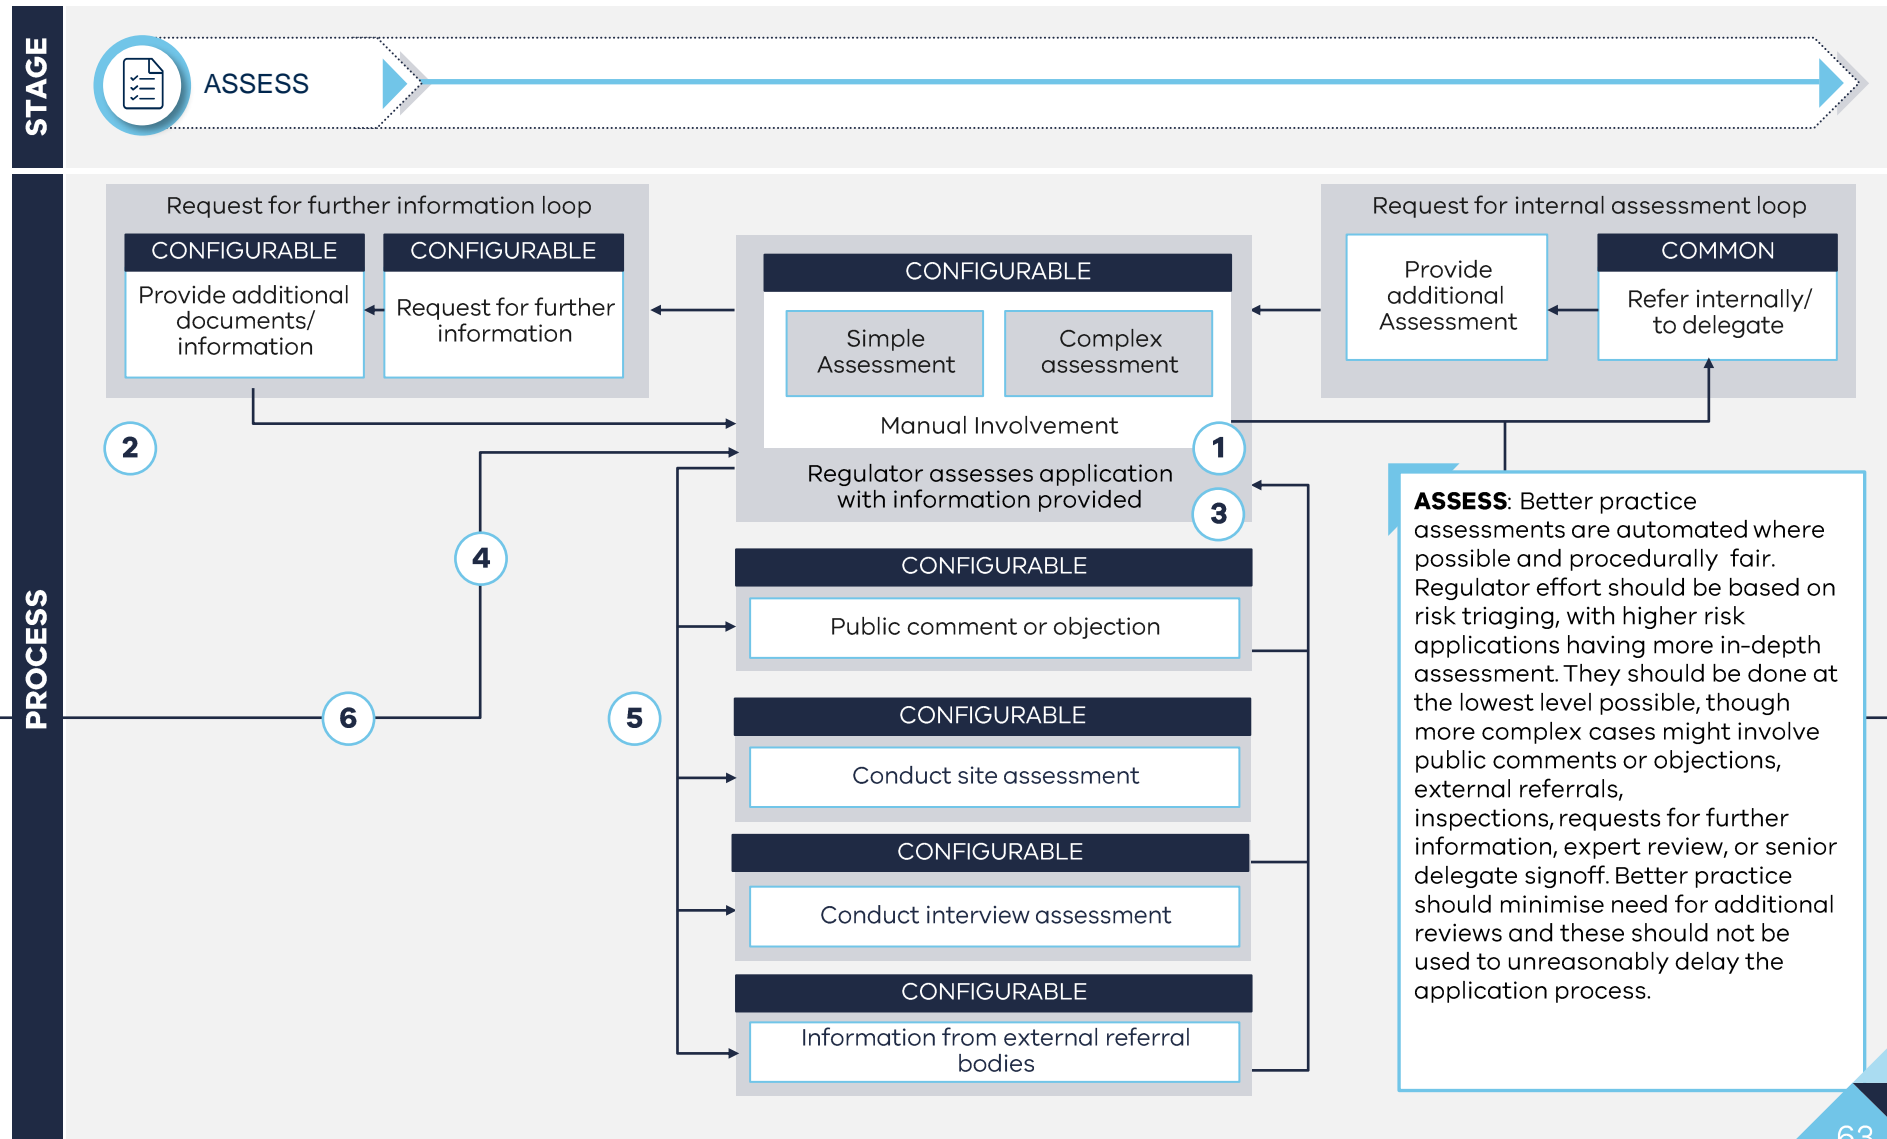 STAGE
ASSESS
PROCESS
Request for further information loop
CONFIGURABLE
Provide additional
documents/
information
CONFIGURABLE
Request for further
information
CONFIGURABLE
Simple
Assessment
Complex
assessment
Manual Involvement
Regulator assesses application
with information provided
Request for internal assessment loop
Provide
additional
Assessment
COMMON
Refer internally/
to delegate
2
1
3
4
6
5
CONFIGURABLE
Public comment or objection
CONFIGURABLE
Conduct site assessment
CONFIGURABLE
Conduct interview assessment
CONFIGURABLE
Information from external referral
bodies
ASSESS: Better practice
assessments are automated where
possible and procedurally fair.
Regulator effort should be based on
risk triaging, with higher risk
applications having more in-depth
assessment. They should be done at
the lowest level possible, though
more complex cases might involve
public comments or objections,
external referrals,
inspections, requests for further
information, expert review, or senior
delegate signoff. Better practice
should minimise need for additional
reviews and these should not be
used to unreasonably delay the
application process.
63